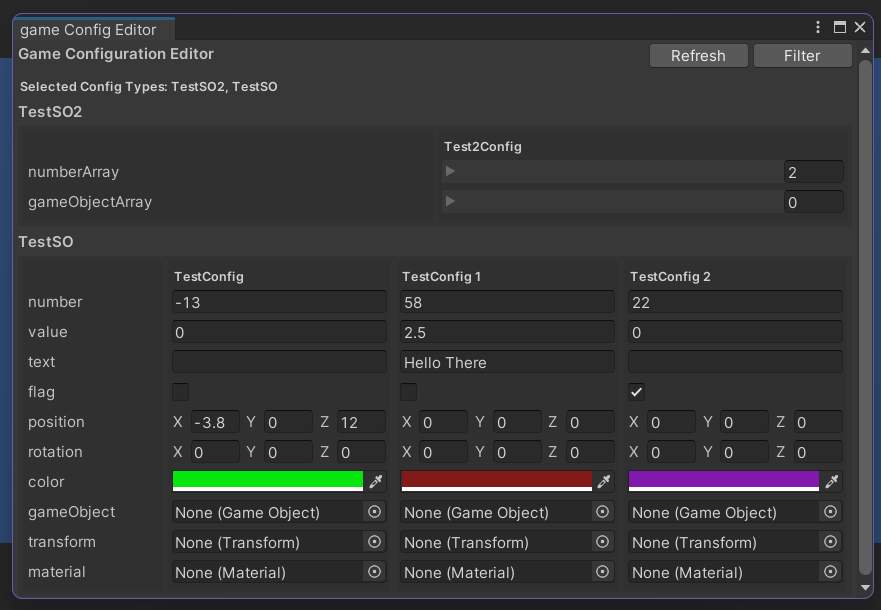 game Config Editor
Game Configuration Editor Refresh Filter
Selected Config Types: TestSO2, TestSO
TestSO2
Test2Config
numberArray 2
gameObjectArray 0
TestSO
TestConfig TestConfig 1 TestConfig 2
number -13 58 22
value 0 2.5 0
text Hello There
flag
position X -3.8 Y 0 Z 12 X 0 Y 0 Z 0 X 0 Y 0 Z 0
rotation X 0 Y 0 Z 0 X 0 Y 0 Z 0 X 0 Y 0 Z 0
color
gameObject None (Game Object) None (Game Object) None (Game Object)
transform None (Transform) None (Transform) None (Transform)
material None (Material) None (Material) None (Material)